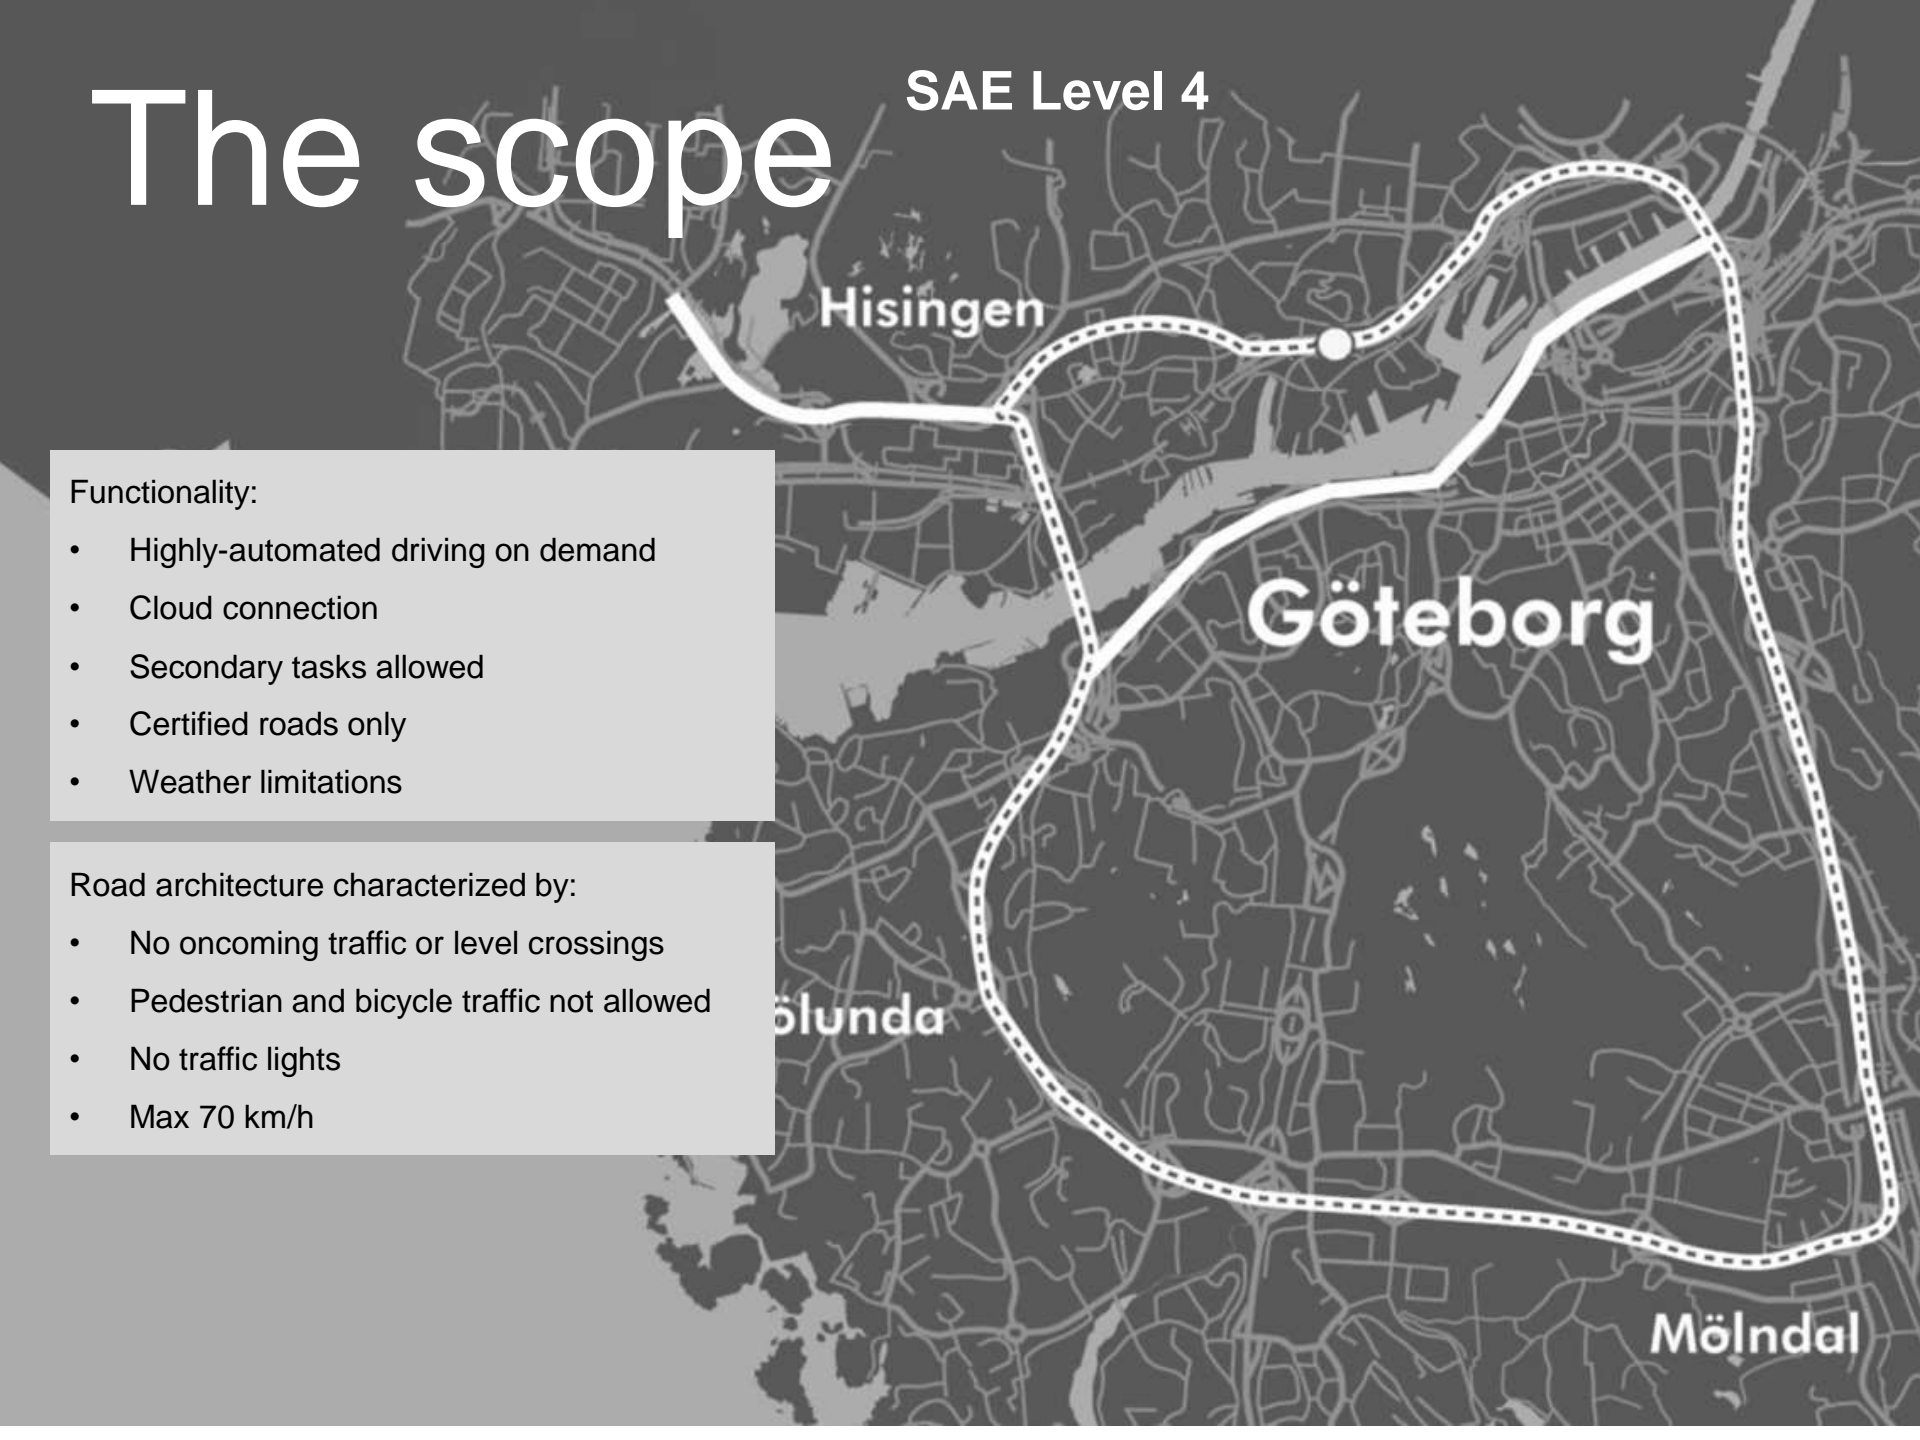 The scope
SAE Level 4
Hisingen
Functionality:
• Highly-automated driving on demand
• Cloud connection
• Secondary tasks allowed
• Certified roads only
• Weather limitations
Göteborg
Road architecture characterized by:
• No oncoming traffic or level crossings
• Pedestrian and bicycle traffic not allowed
• No traffic lights
• Max 70 km/h
ölunda
Mölndal